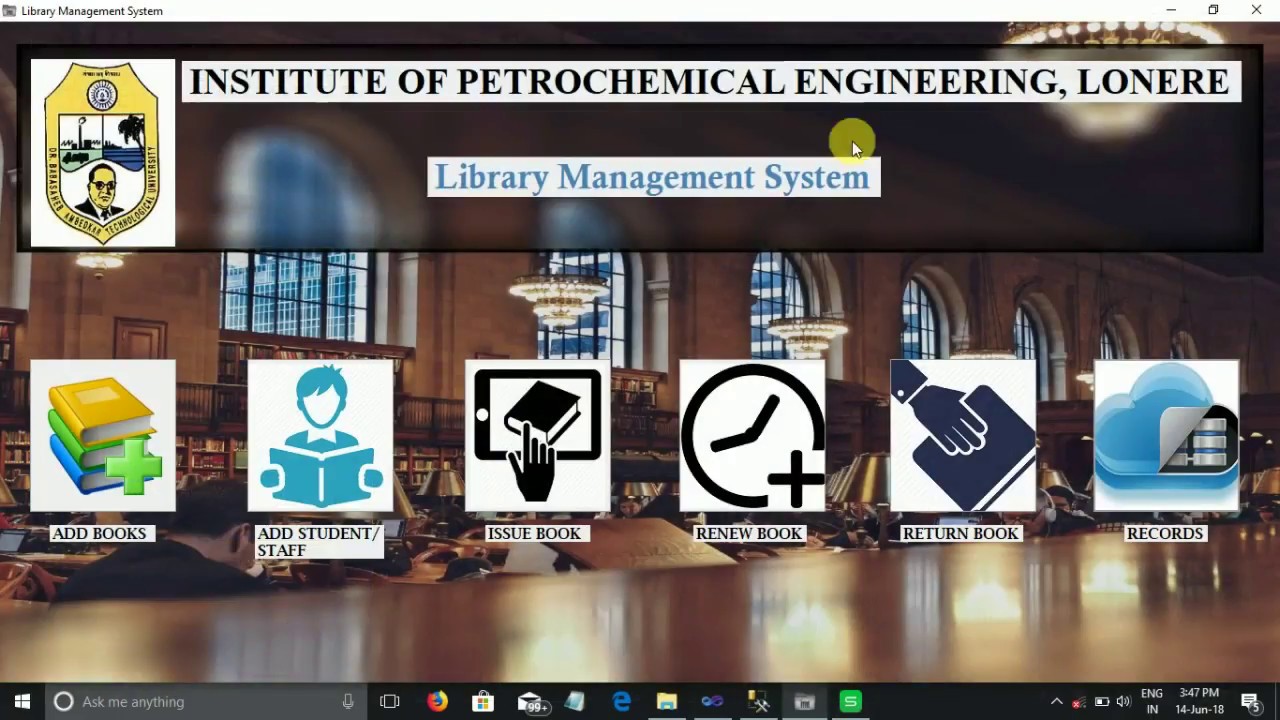 Library Management System
INSTITUTE OF PETROCHEMICAL ENGINEERING, LONERE
DR. BABASAHEB AMBEDKAR TECHNOLOGICAL UNIVERSITY
Library Management System
ADD BOOKS
ADD STUDENT/
STAFF
ISSUE BOOK
RENEW BOOK
RETURN BOOK
RECORDS
Ask me anything
99+
S
ENG
IN
3:47 PM
14-Jun-18
5